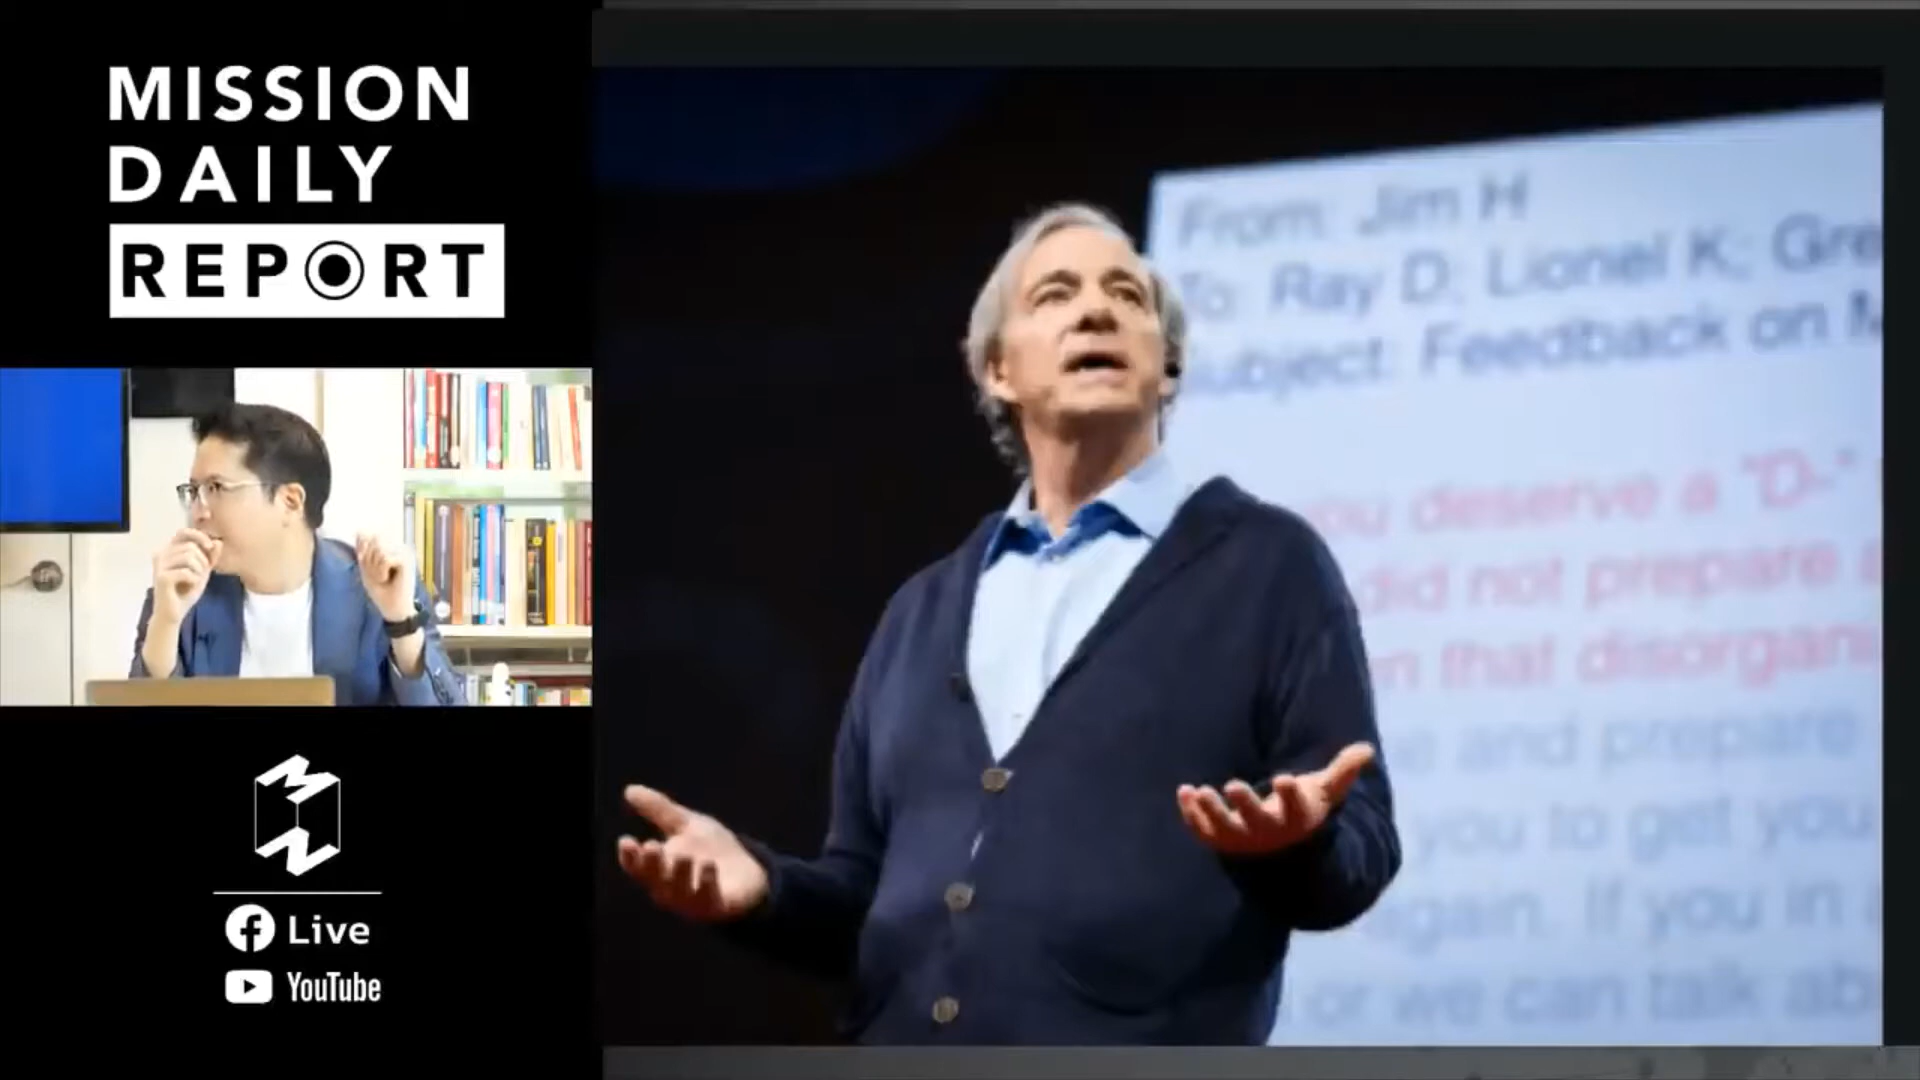 MISSION
DAILY
REPORT
Live
YouTube
From: Jim H
To: Ray D; Lionel K; Gre
Subject: Feedback on M
you deserve a "D-"
did not prepare
that disorgani
and prepare
you to get you
again. If you in
or we can talk ab